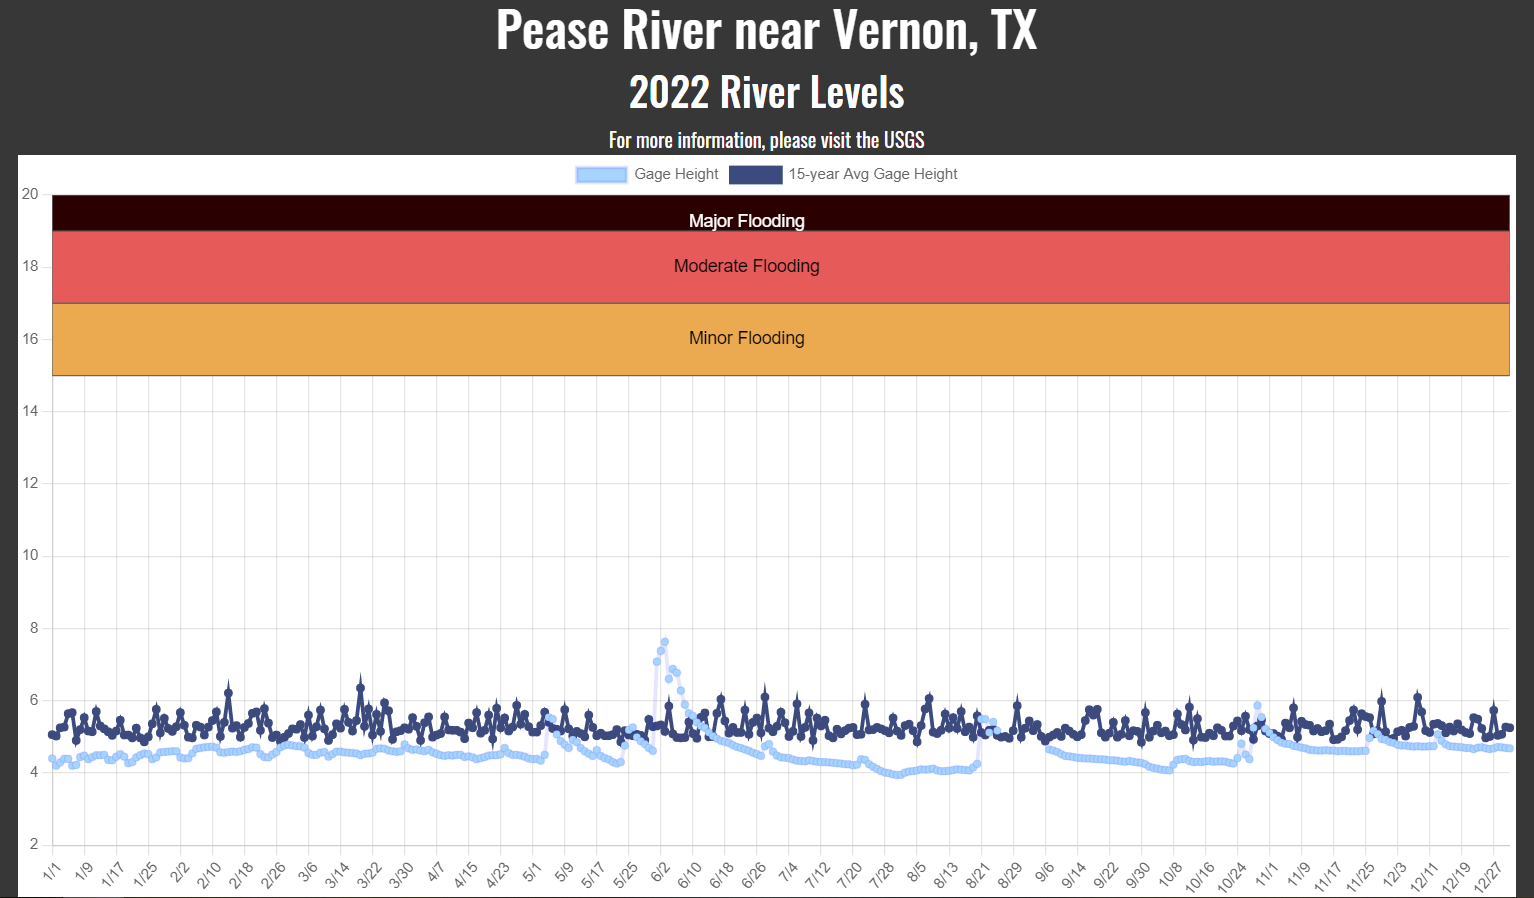 Pease River near Vernon, TX
2022 River Levels
For more information, please visit the USGS
Gage Height 15-year Avg Gage Height
20
Major Flooding
Moderate Flooding
18
Minor Flooding
16
14
12
10
8
6
4
2
1/1 1/9 1/17 1/25 2/2 2/10 2/18 2/26 3/6 3/14 3/22 3/30 4/7 4/15 4/23 5/1 5/9 5/17 5/25 6/2 6/10 6/18 6/26 7/4 7/12 7/20 7/28 8/5 8/13 8/21 8/29 9/6 9/14 9/22 9/30 10/8 10/16 10/24 11/1 11/9 11/17 11/25 12/3 12/11 12/19 12/27